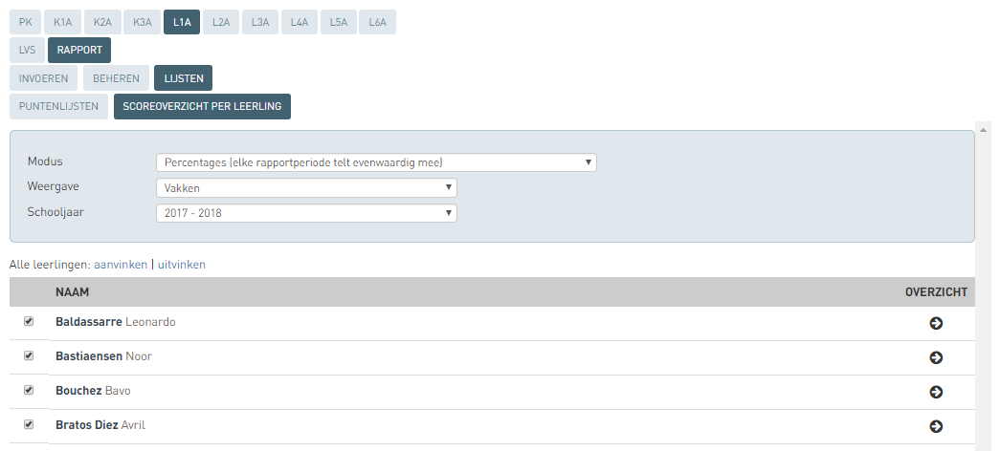 PK K1A K2A K3A L1A L2A L3A L4A L5A L6A
LVS RAPPORT
INVOEREN BEHEREN LIJSTEN
PUNTENLIJSTEN SCOREOVERZICHT PER LEERLING
Modus Percentages (elke rapportperiode telt evenwaardig mee)
Weergave Vakken
Schooljaar 2017 - 2018
Alle leerlingen: aanvinken | uitvinken
NAAM OVERZICHT
Baldassarre Leonardo
Bastiaensen Noor
Bouchez Bavo
Bratos Diez Avril